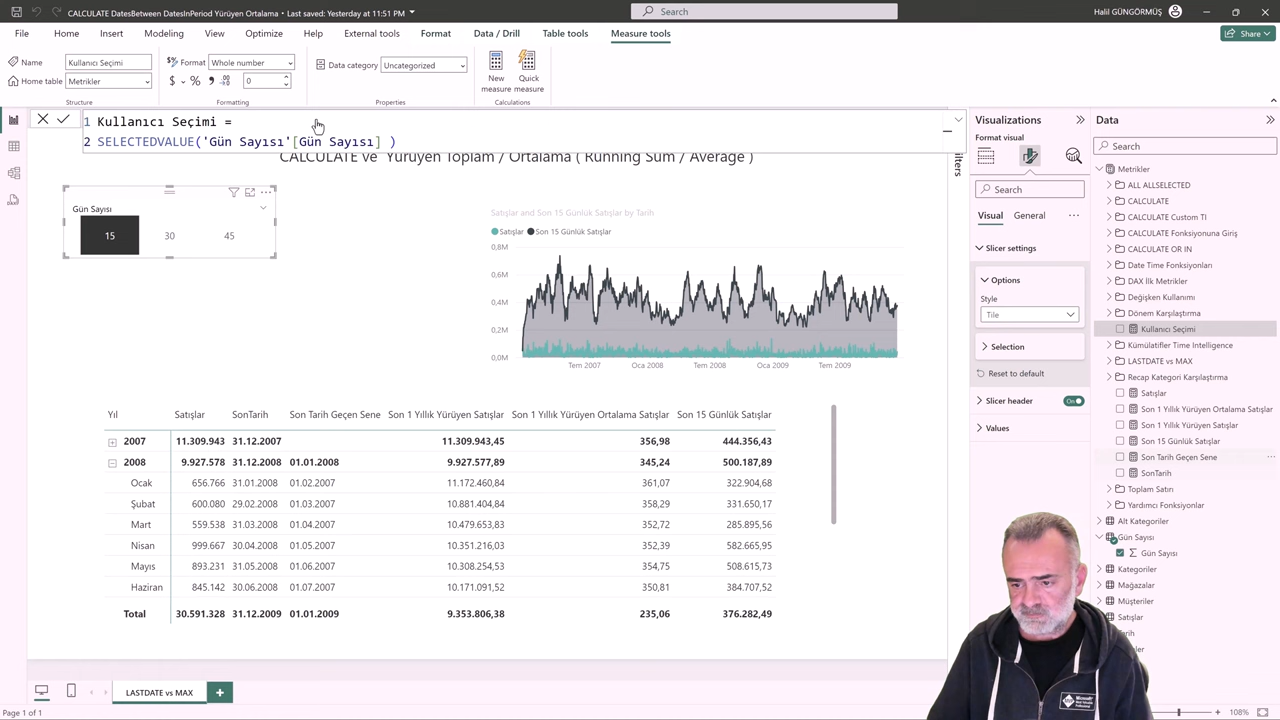 CALCULATE DatesBetween DatesInPeriod Yürüyen Ortalama • Last saved: Yesterday at 11:51 PM
Search
Halil GÜNGÖRMÜŞ
File Home Insert Modeling View Optimize Help External tools Format Data / Drill Table tools Measure tools
Share
Name Kullanıcı Seçimi
Home table Metrikler
Structure
Format Whole number
$ % 0
Formatting
Data category Uncategorized
Properties
New measure
Quick measure
Calculations
1 Kullanıcı Seçimi =
2 SELECTEDVALUE('Gün Sayısı'[Gün Sayısı] )
CALCULATE ve Yürüyen Toplam / Ortalama ( Running Sum / Average )
Gün Sayısı
15 30 45
Satışlar and Son 15 Günlük Satışlar by Tarih
Satışlar Son 15 Günlük Satışlar
0,8M
0,6M
0,4M
0,2M
0,0M
Tem 2007 Oca 2008 Tem 2008 Oca 2009 Tem 2009
Yıl Satışlar SonTarih Son Tarih Geçen Sene Son 1 Yıllık Yürüyen Satışlar Son 1 Yıllık Yürüyen Ortalama Satışlar Son 15 Günlük Satışlar
2007 11.309.943 31.12.2007 11.309.943,45 356,98 444.356,43
2008 9.927.578 31.12.2008 01.01.2008 9.927.577,89 345,24 500.187,89
Ocak 656.766 31.01.2008 01.02.2007 11.172.460,84 361,07 322.904,68
Şubat 600.080 29.02.2008 01.03.2007 10.881.404,84 358,29 331.650,17
Mart 559.538 31.03.2008 01.04.2007 10.479.653,83 352,72 285.895,56
Nisan 999.667 30.04.2008 01.05.2007 10.351.216,03 352,39 582.665,95
Mayıs 893.231 31.05.2008 01.06.2007 10.308.254,53 354,75 508.615,73
Haziran 845.142 30.06.2008 01.07.2007 10.171.091,52 350,81 384.707,52
Total 30.591.328 31.12.2009 01.01.2009 9.353.806,38 235,06 376.282,49
Filters
Visualizations
Format visual
Search
Visual General
Slicer settings
Options
Style
Tile
Selection
Reset to default
Slicer header On
Values
Data
Search
Metrikler
ALL ALLSELECTED
CALCULATE
CALCULATE Custom TI
CALCULATE Fonksiyonuna Giriş
CALCULATE OR IN
Date Time Fonksiyonları
DAX İlk Metrikler
Değişken Kullanımı
Dönem Karşılaştırma
Kullanıcı Seçimi
Kümülatifler Time Intelligence
LASTDATE vs MAX
Recap Kategori Karşılaştırma
Satışlar
Son 1 Yıllık Yürüyen Ortalama Satışlar
Son 1 Yıllık Yürüyen Satışlar
Son 15 Günlük Satışlar
Son Tarih Geçen Sene
SonTarih
Toplam Satırı
Yardımcı Fonksiyonlar
Alt Kategoriler
Gün Sayısı
Gün Sayısı
Kategoriler
Mağazalar
Müşteriler
Satışlar
LASTDATE vs MAX
Page 1 of 1
108%